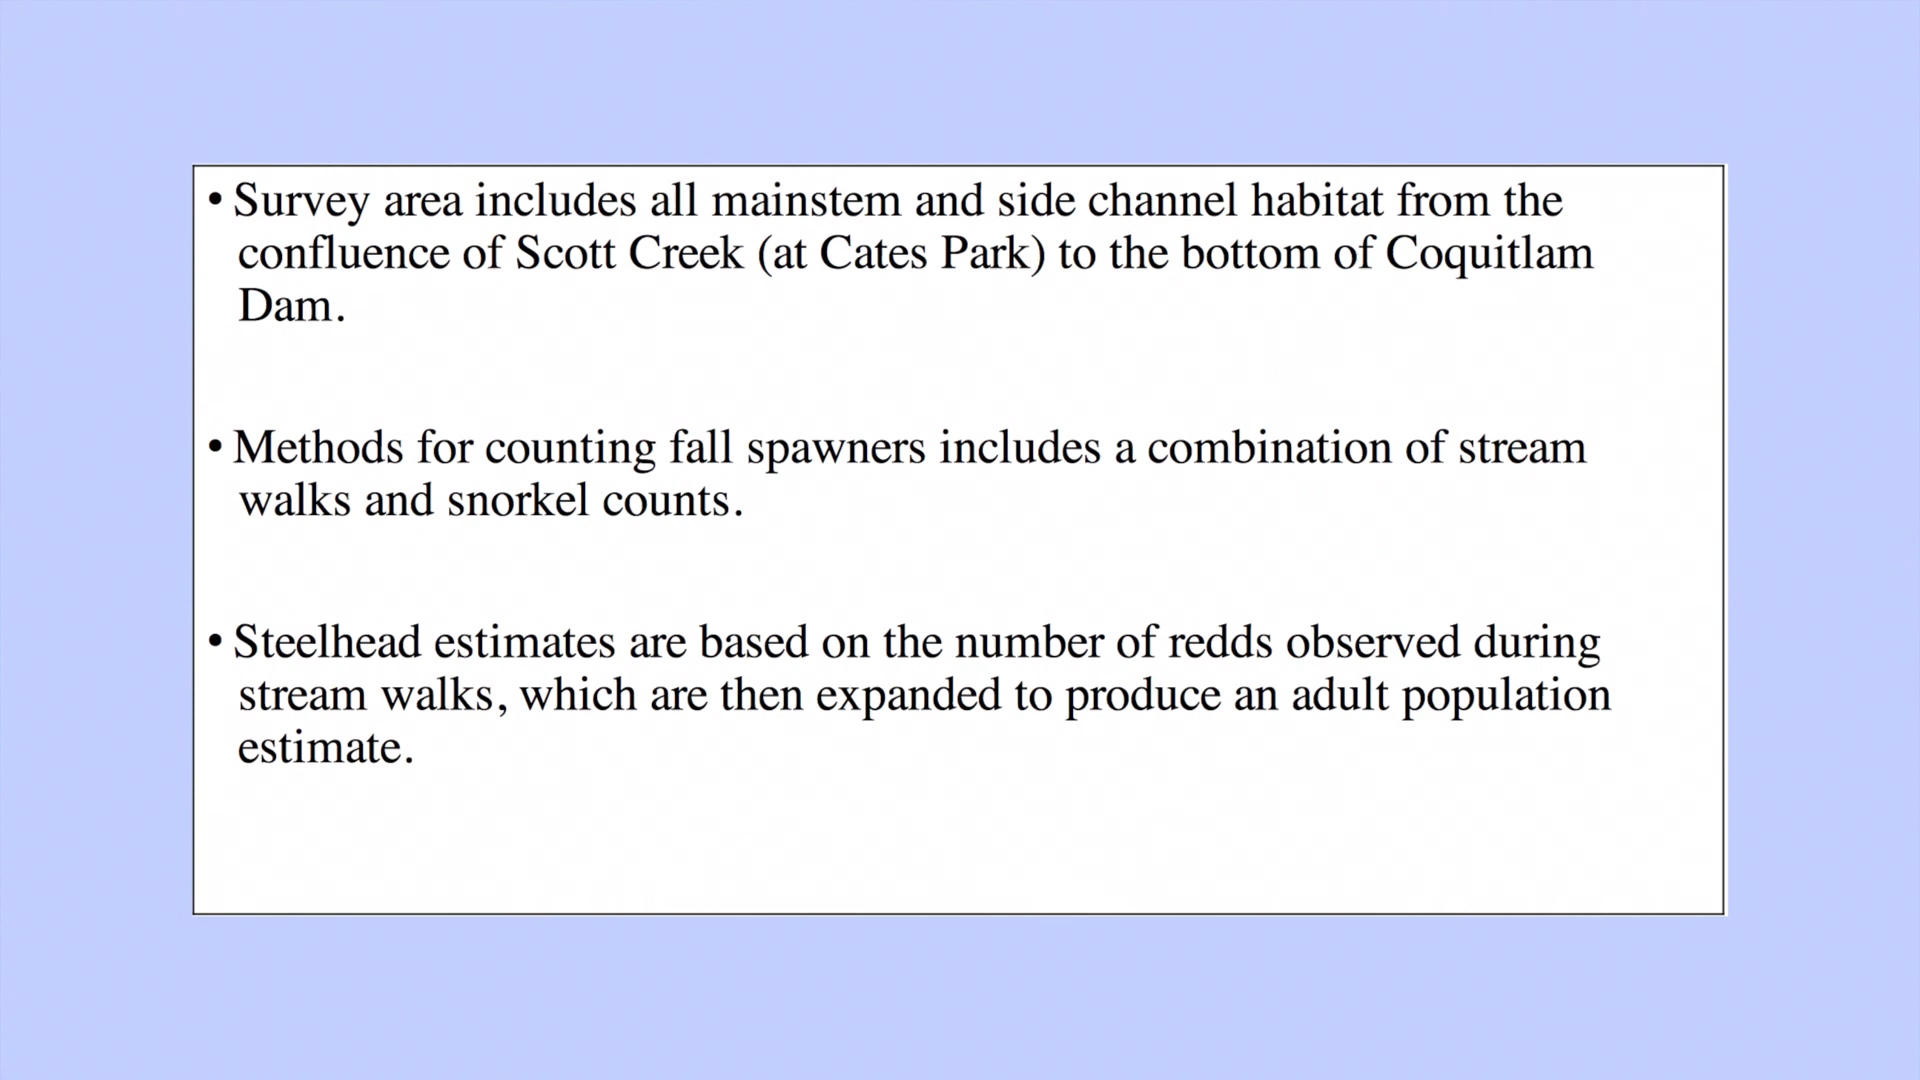 • Survey area includes all mainstem and side channel habitat from the
confluence of Scott Creek (at Cates Park) to the bottom of Coquitlam
Dam.
• Methods for counting fall spawners includes a combination of stream
walks and snorkel counts.
• Steelhead estimates are based on the number of redds observed during
stream walks, which are then expanded to produce an adult population
estimate.